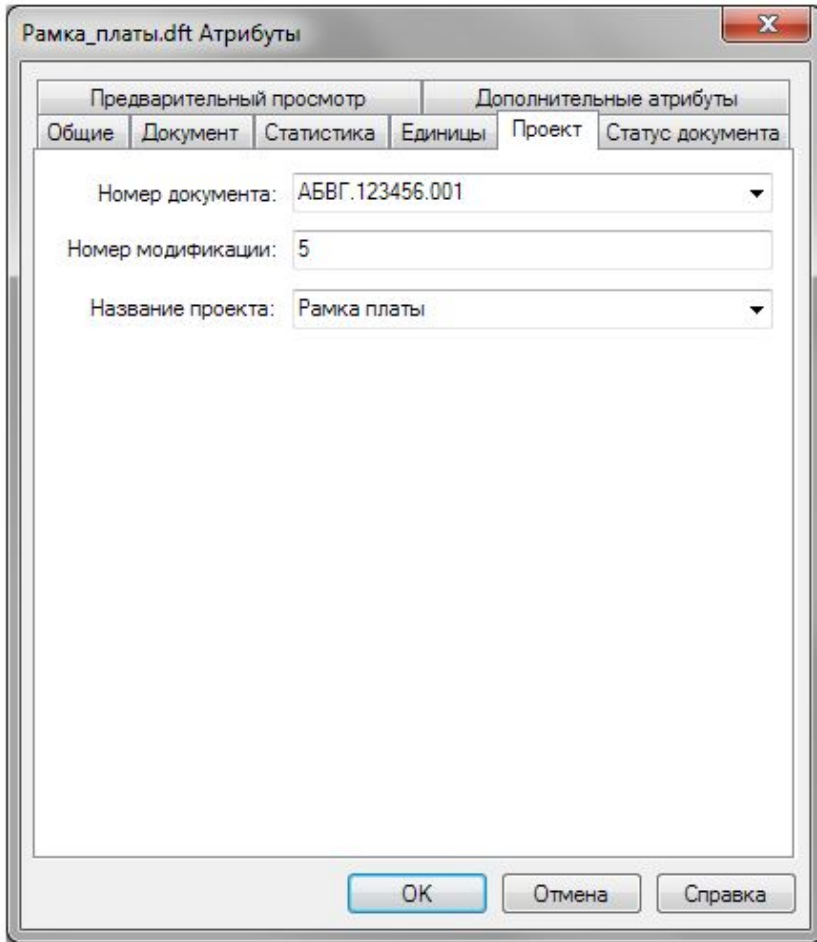 Рамка_платы.dft Атрибуты
Предварительный просмотр Дополнительные атрибуты
Общие Документ Статистика Единицы Проект Статус документа
Номер документа: АБВГ.123456.001
Номер модификации: 5
Название проекта: Рамка платы
OK Отмена Справка